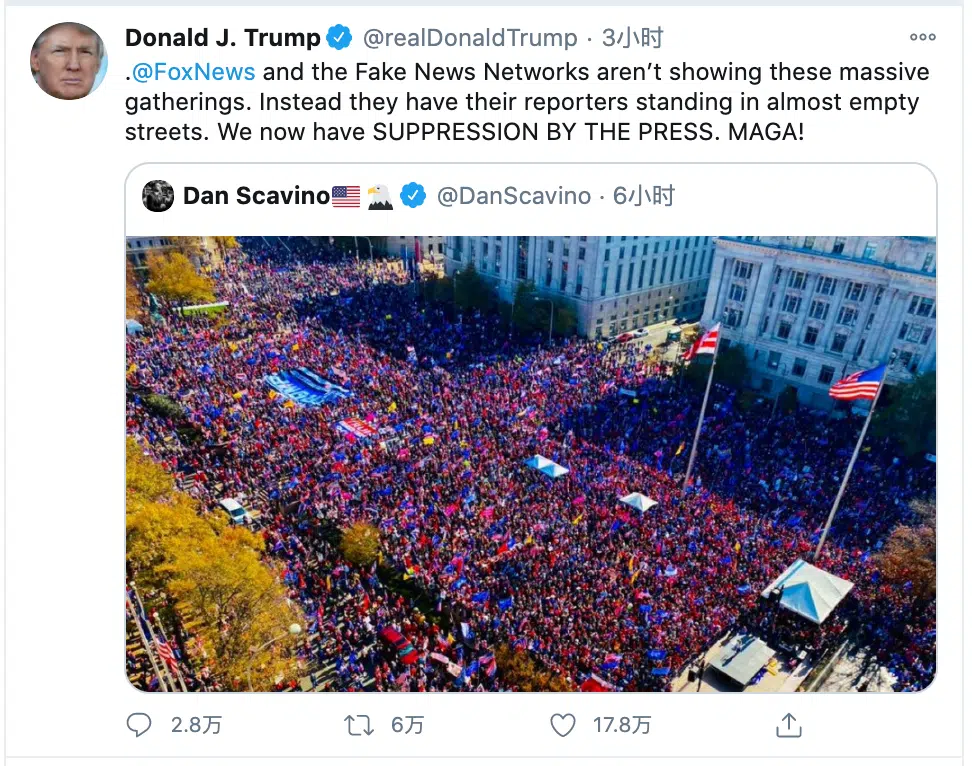 Donald J. Trump @realDonaldTrump · 3小时
.@FoxNews and the Fake News Networks aren’t showing these massive
gatherings. Instead they have their reporters standing in almost empty
streets. We now have SUPPRESSION BY THE PRESS. MAGA!
Dan Scavino🇺🇸🦅 @DanScavino · 6小时
2.8万 6万 17.8万